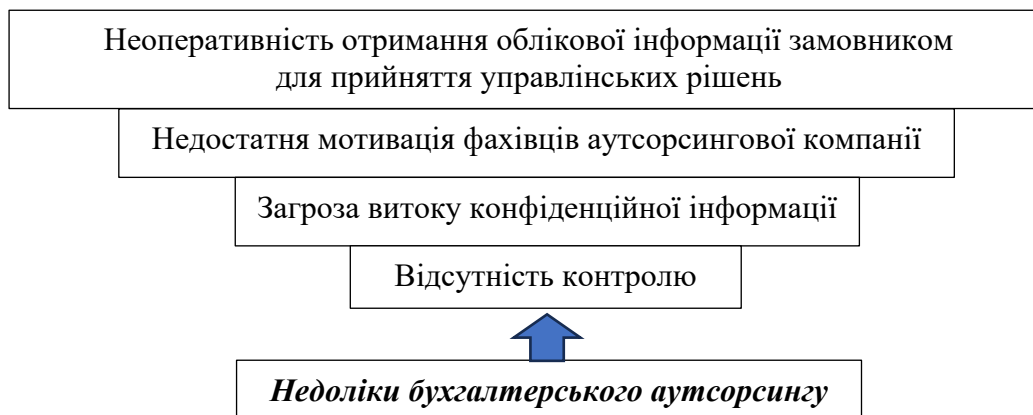 Неоперативність отримання облікової інформації замовником
для прийняття управлінських рішень
Недостатня мотивація фахівців аутсорсингової компанії
Загроза витоку конфіденційної інформації
Відсутність контролю
Недоліки бухгалтерського аутсорсингу